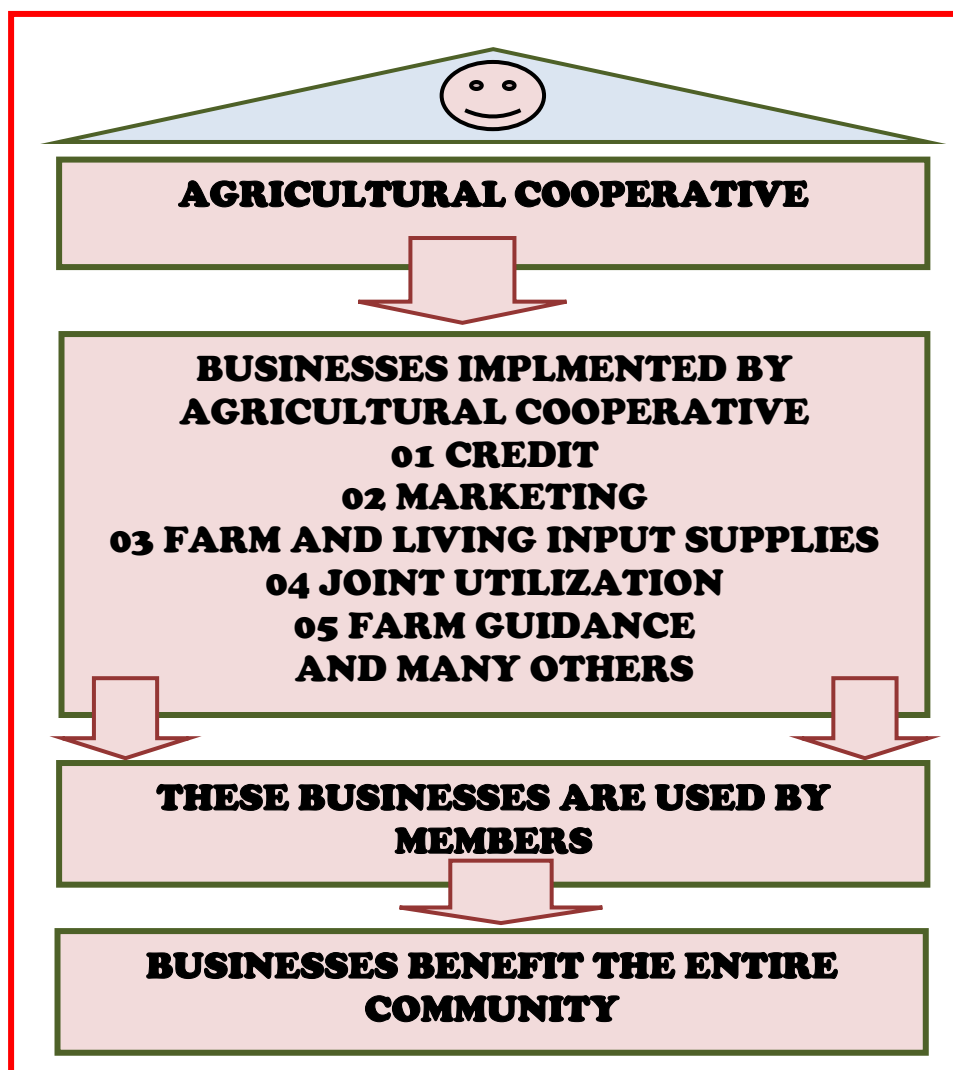 AGRICULTURAL COOPERATIVE
BUSINESSES IMPLMENTED BY
AGRICULTURAL COOPERATIVE
01 CREDIT
02 MARKETING
03 FARM AND LIVING INPUT SUPPLIES
04 JOINT UTILIZATION
05 FARM GUIDANCE
AND MANY OTHERS
THESE BUSINESSES ARE USED BY
MEMBERS
BUSINESSES BENEFIT THE ENTIRE
COMMUNITY